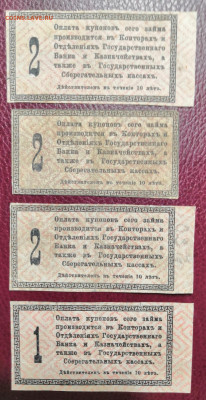 2
Оплата купоновъ сего займа
производится въ Конторахъ и
Отдѣленіяхъ Государственнаго
Банка и Казначействахъ, а
также въ Государственныхъ
Сберегательныхъ кассахъ.
Дѣйствителенъ въ теченіе 10 лѣтъ.
2
Оплата купоновъ сего займа
производится въ Конторахъ и
Отдѣленіяхъ Государственнаго
Банка и Казначействахъ, а
также въ Государственныхъ
Сберегательныхъ кассахъ.
Дѣйствителенъ въ теченіе 10 лѣтъ.
2
Оплата купоновъ сего займа
производится въ Конторахъ и
Отдѣленіяхъ Государственнаго
Банка и Казначействахъ, а
также въ Государственныхъ
Сберегательныхъ кассахъ.
Дѣйствителенъ въ теченіе 10 лѣтъ.
1
Оплата купоновъ сего займа
производится въ Конторахъ и
Отдѣленіяхъ Государственнаго
Банка и Казначействахъ, а
также въ Государственныхъ
Сберегательныхъ кассахъ.
Дѣйствителенъ въ теченіе 10 лѣтъ.